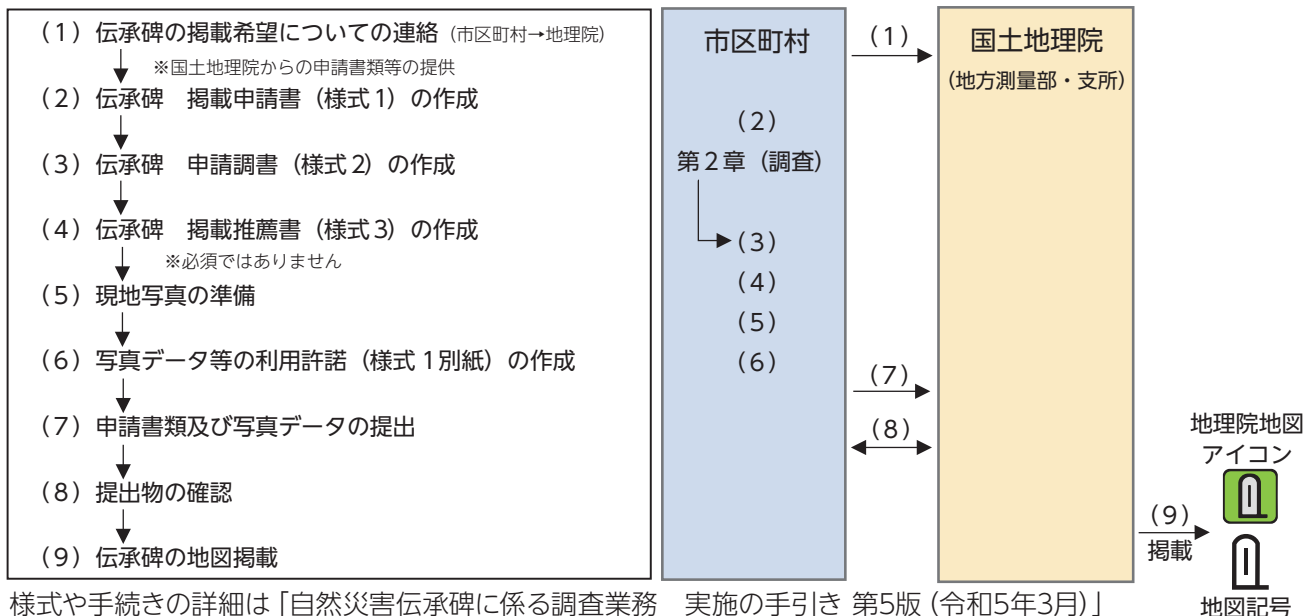 (1) 伝承碑の掲載希望についての連絡 (市区町村→地理院)
※国土地理院からの申請書類等の提供
(2) 伝承碑　掲載申請書 (様式1) の作成
(3) 伝承碑　申請調書 (様式2) の作成
(4) 伝承碑　掲載推薦書 (様式3) の作成
※必須ではありません
(5) 現地写真の準備
(6) 写真データ等の利用許諾 (様式1別紙) の作成
(7) 申請書類及び写真データの提出
(8) 提出物の確認
(9) 伝承碑の地図掲載
市区町村
(2)
第2章 (調査)
(3)
(4)
(5)
(6)
(1)
(7)
(8)
国土地理院
(地方測量部・支所)
(9)
掲載
地理院地図
アイコン
地図記号
様式や手続きの詳細は「自然災害伝承碑に係る調査業務　実施の手引き 第5版 (令和5年3月)」